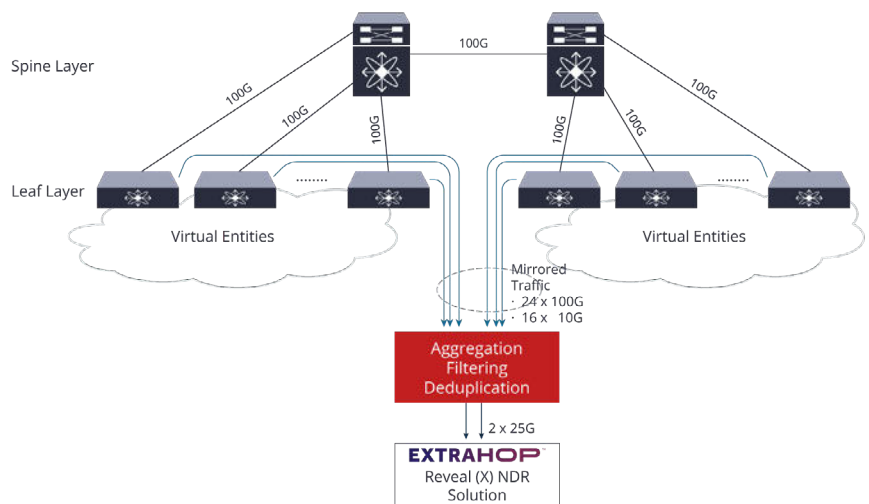 100G
Spine Layer
100G
100G
100G
100G
100G
100G
........
........
Leaf Layer
Virtual Entities
Virtual Entities
Mirrored
Traffic
· 24 x 100G
· 16 x 10G
Aggregation
Filtering
Deduplication
2 x 25G
EXTRAHOP™
Reveal (X) NDR
Solution